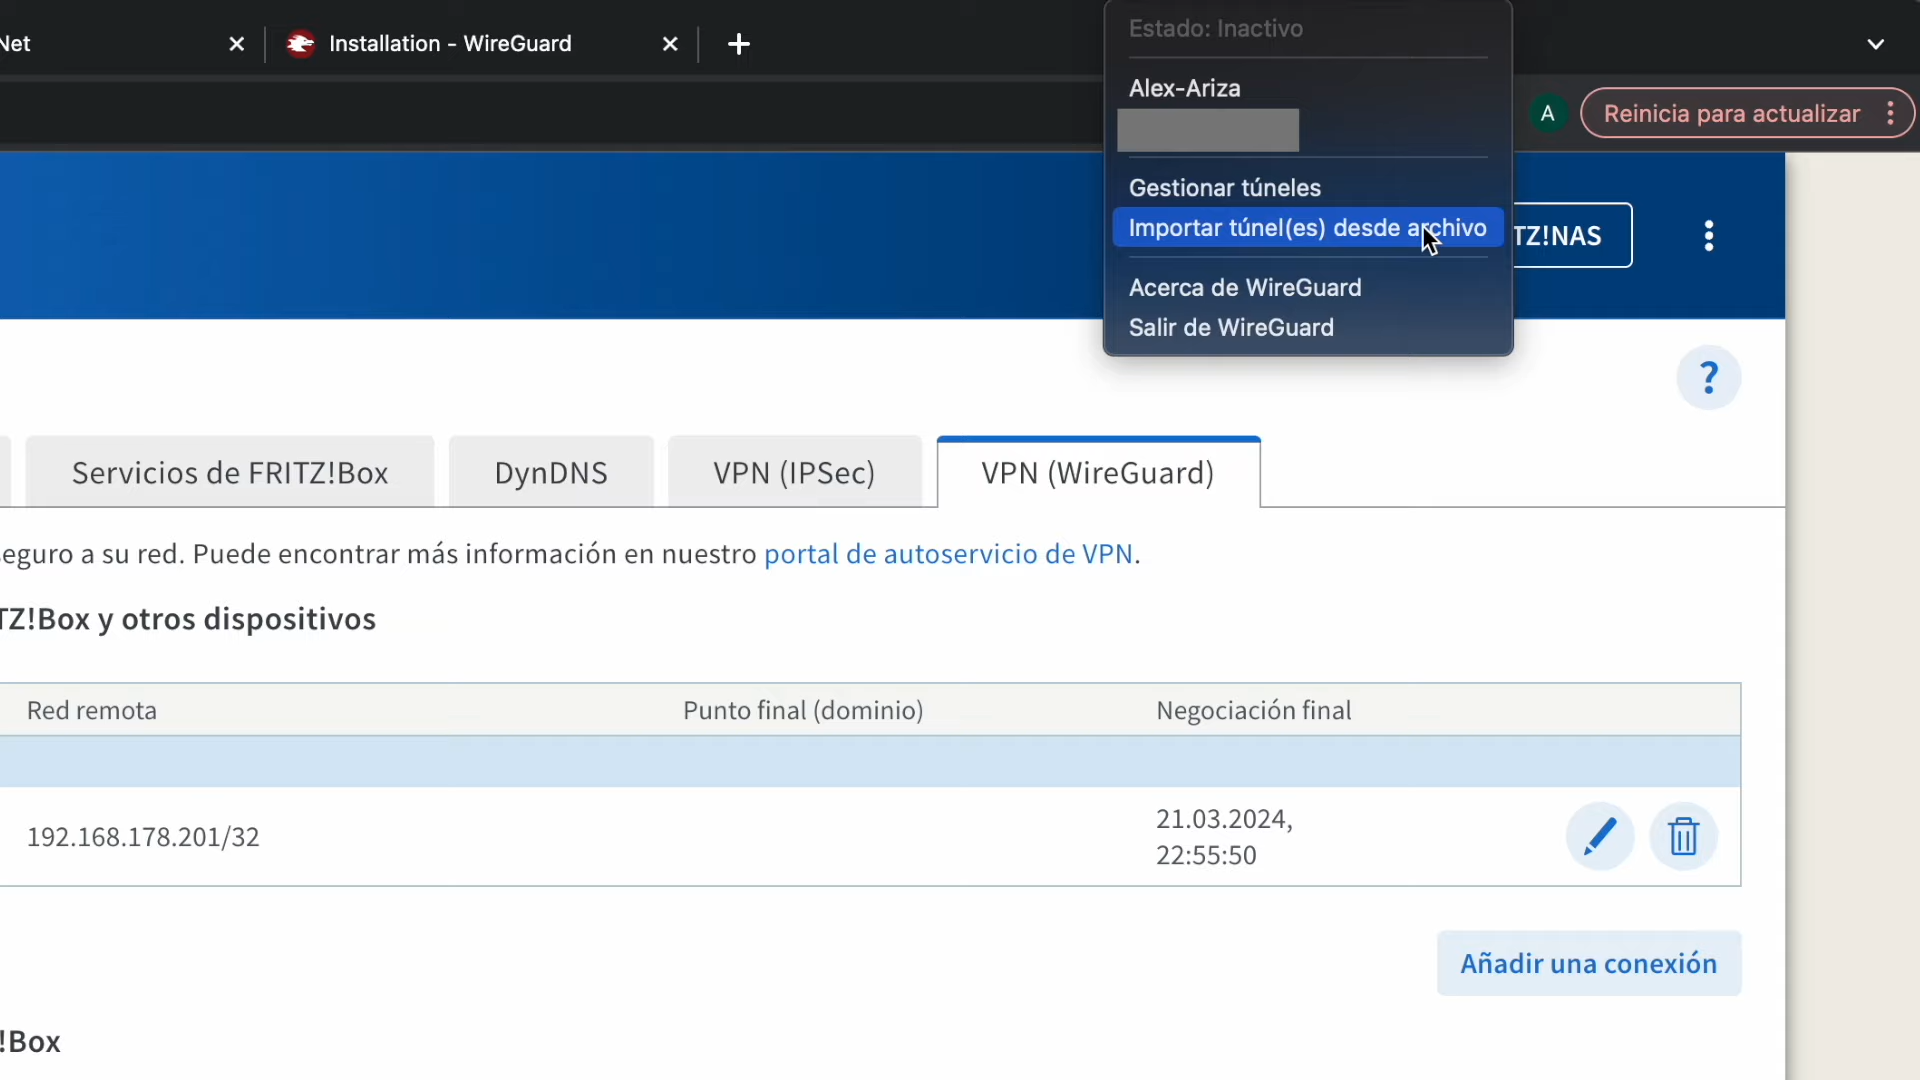 Net
Installation - WireGuard
Estado: Inactivo
Alex-Ariza
Gestionar túneles
Importar túnel(es) desde archivo
Acerca de WireGuard
Salir de WireGuard
A
Reinicia para actualizar
TZ!NAS
?
Servicios de FRITZ!Box
DynDNS
VPN (IPSec)
VPN (WireGuard)
eguro a su red. Puede encontrar más información en nuestro portal de autoservicio de VPN.
TZ!Box y otros dispositivos
Red remota
Punto final (dominio)
Negociación final
192.168.178.201/32
21.03.2024,
22:55:50
Añadir una conexión
!Box